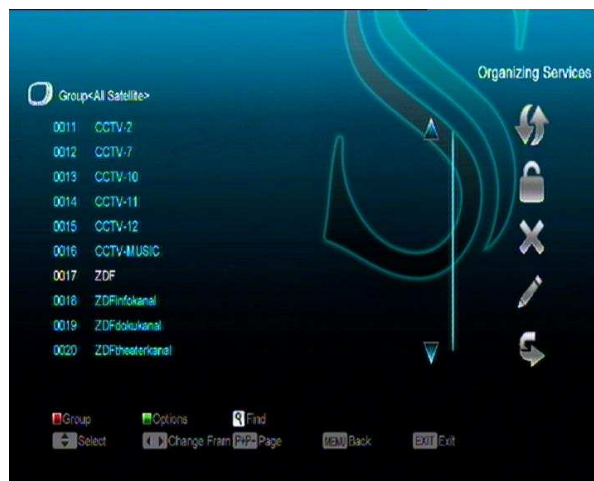 Organizing Services
Group<All Satellite>
0011 CCTV-2
0012 CCTV-7
0013 CCTV-10
0014 CCTV-11
0015 CCTV-12
0016 CCTV-MUSIC
0017 ZDF
0018 ZDFinfokanal
0019 ZDFdokukanal
0020 ZDFtheaterkanal
Group Options Find
Select Change Fram P+P- Page MENU Back EXIT Exit